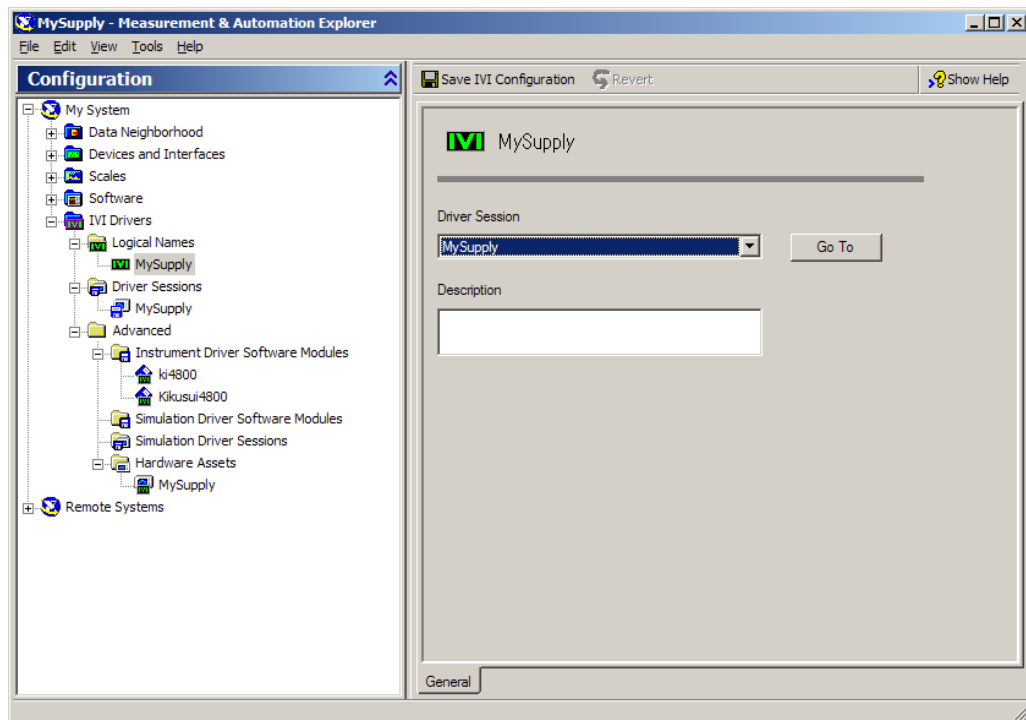 MySupply - Measurement & Automation Explorer
File Edit View Tools Help
Configuration
My System
Data Neighborhood
Devices and Interfaces
Scales
Software
IVI Drivers
Logical Names
MySupply
Driver Sessions
MySupply
Advanced
Instrument Driver Software Modules
ki4800
Kikusui4800
Simulation Driver Software Modules
Simulation Driver Sessions
Hardware Assets
MySupply
Remote Systems
Save IVI Configuration Revert Show Help
IVI MySupply
Driver Session
MySupply Go To
Description
General